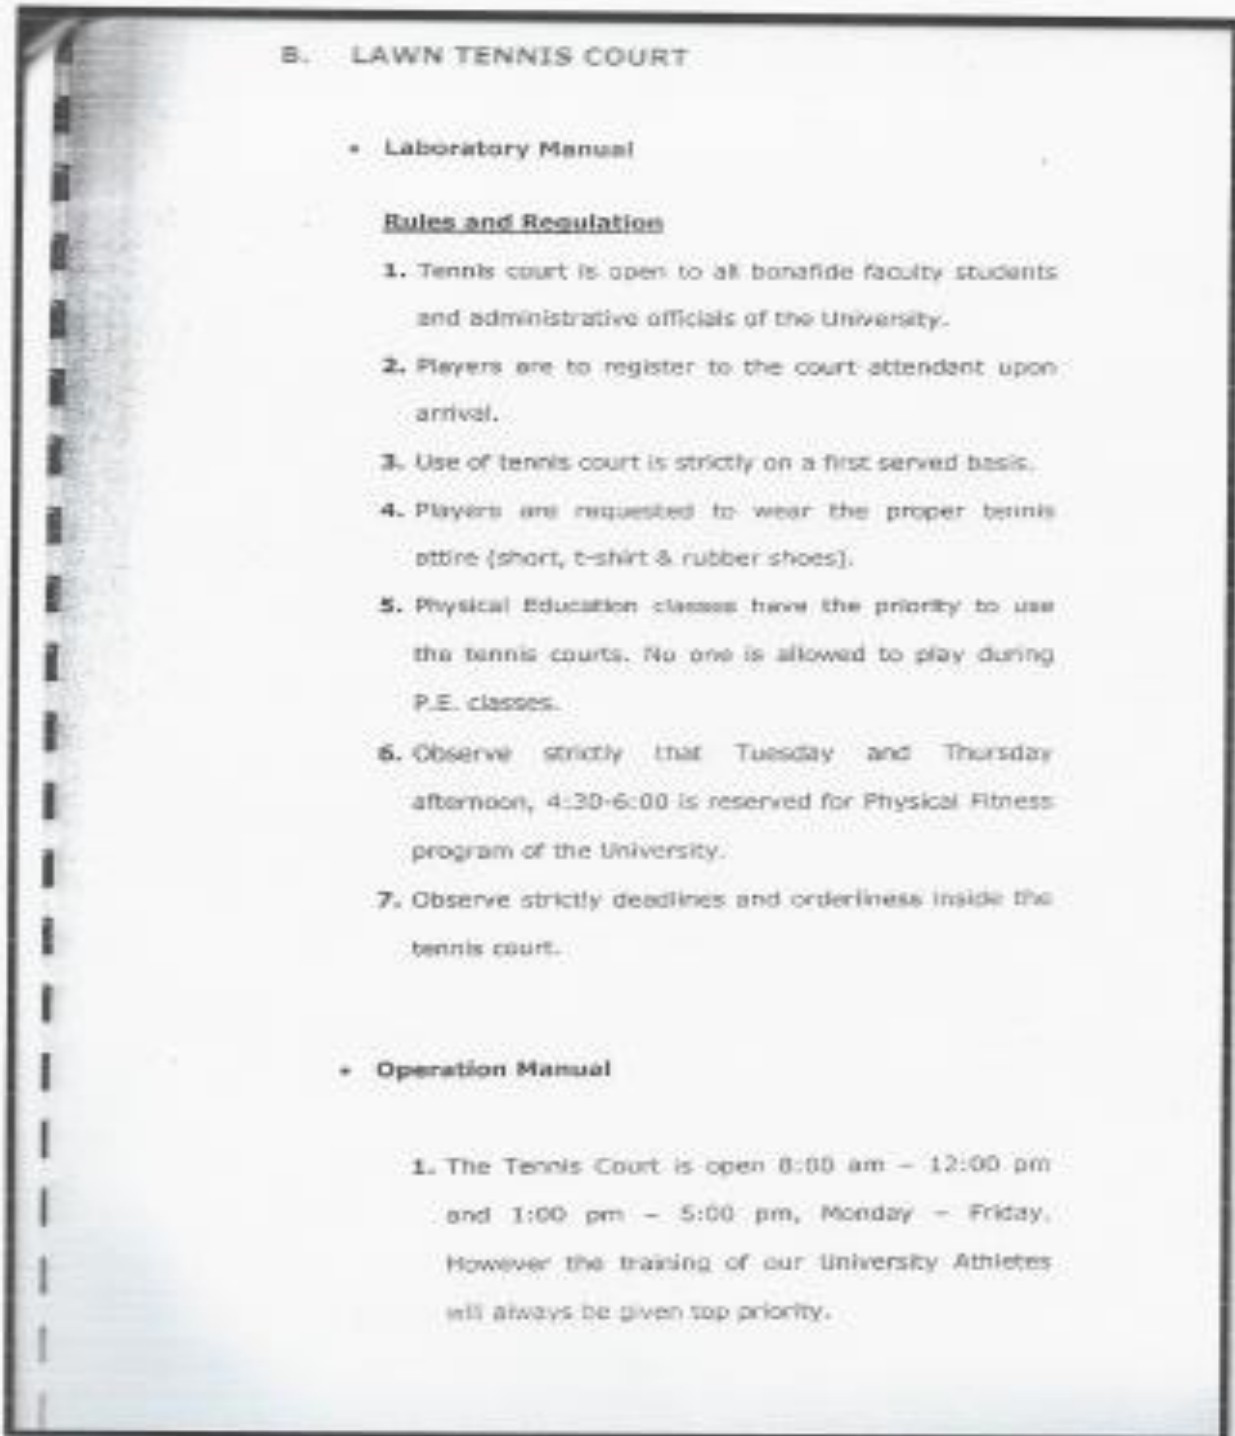 B. LAWN TENNIS COURT
• Laboratory Manual
Rules and Regulation
1. Tennis court is open to all bonafide faculty students
and administrative officials of the University.
2. Players are to register to the court attendant upon
arrival.
3. Use of tennis court is strictly on a first served basis.
4. Players are requested to wear the proper tennis
attire (short, t-shirt & rubber shoes).
5. Physical Education classes have the priority to use
the tennis courts. No one is allowed to play during
P.E. classes.
6. Observe strictly that Tuesday and Thursday
afternoon, 4:30-6:00 is reserved for Physical Fitness
program of the University.
7. Observe strictly deadlines and orderliness inside the
tennis court.
• Operation Manual
1. The Tennis Court is open 8:00 am – 12:00 pm
and 1:00 pm – 5:00 pm, Monday – Friday.
However the training of our University Athletes
will always be given top priority.